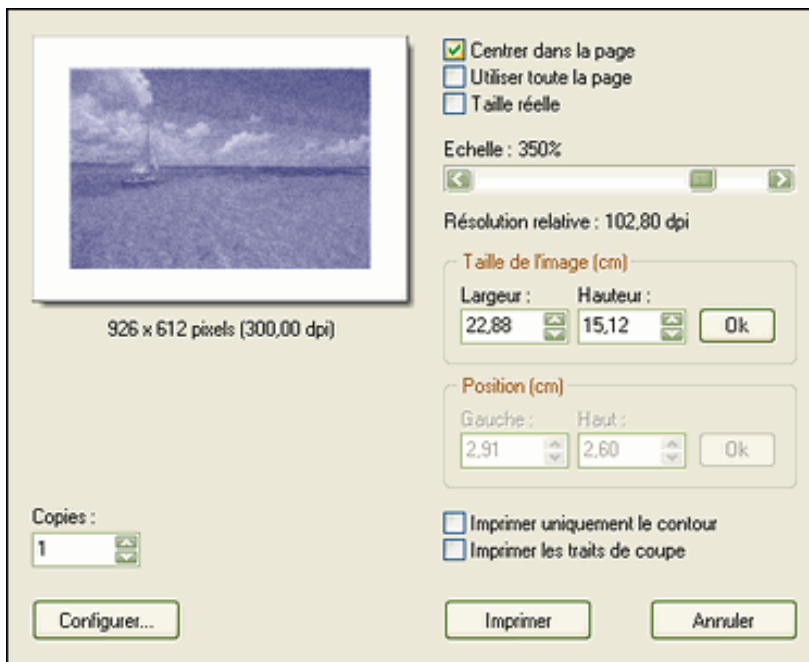 Centrer dans la page
Utiliser toute la page
Taille réelle
Echelle : 350%
Résolution relative : 102,80 dpi
Taille de l'image (cm)
Largeur : Hauteur :
22,88 15,12 Ok
926 x 612 pixels (300,00 dpi)
Position (cm)
Gauche : Haut :
2,91 2,60 Ok
Copies :
1
Imprimer uniquement le contour
Imprimer les traits de coupe
Configurer... Imprimer Annuler